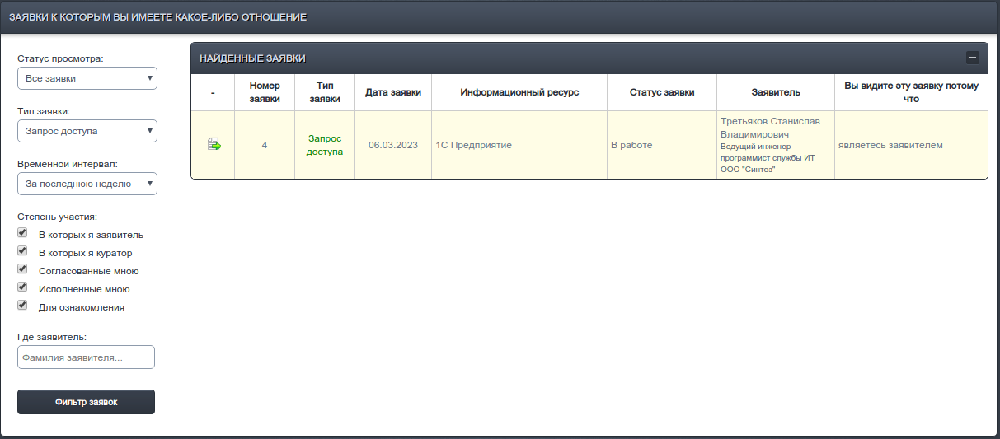 ЗАЯВКИ К КОТОРЫМ ВЫ ИМЕЕТЕ КАКОЕ-ЛИБО ОТНОШЕНИЕ
Статус просмотра:
Все заявки
Тип заявки:
Запрос доступа
Временной интервал:
За последнюю неделю
Степень участия:
В которых я заявитель
В которых я куратор
Согласованные мною
Исполненные мною
Для ознакомления
Где заявитель:
Фамилия заявителя...
Фильтр заявок
НАЙДЕННЫЕ ЗАЯВКИ
-
Номер
заявки
Тип
заявки
Дата заявки
Информационный ресурс
Статус заявки
Заявитель
Вы видите эту заявку потому
что
4
Запрос
доступа
06.03.2023
1С Предприятие
В работе
Третьяков Станислав
Владимирович
Ведущий инженер-
программист службы ИТ
ООО "Синтез"
являетесь заявителем